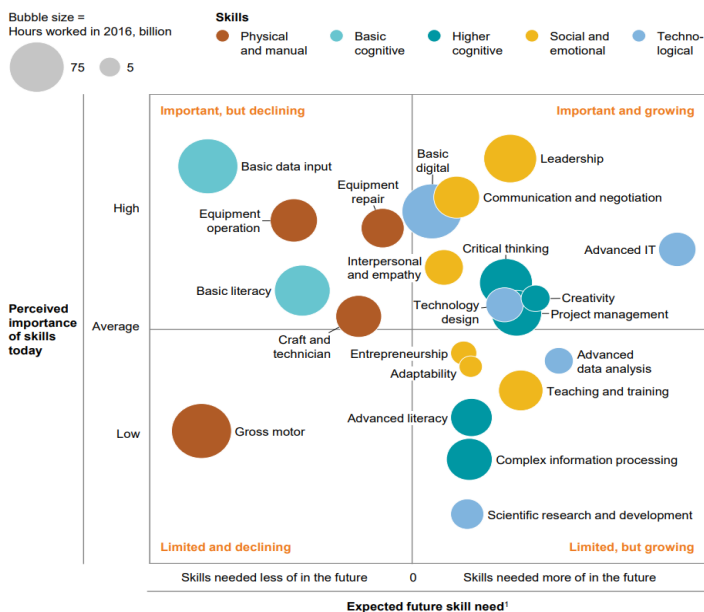 Bubble size =
Hours worked in 2016, billion
75
5
Skills
Physical
and manual
Basic
cognitive
Higher
cognitive
Social and
emotional
Techno-
logical
Important, but declining
Important and growing
Basic data input
Basic
digital
Leadership
Equipment
repair
Communication and negotiation
High
Equipment
operation
Critical thinking
Advanced IT
Interpersonal
and empathy
Basic literacy
Creativity
Technology
design
Project management
Perceived
importance
of skills
today
Average
Craft and
technician
Entrepreneurship
Adaptability
Advanced
data analysis
Teaching and training
Advanced literacy
Low
Gross motor
Complex information processing
Scientific research and development
Limited and declining
Limited, but growing
Skills needed less of in the future
0
Skills needed more of in the future
Expected future skill need¹